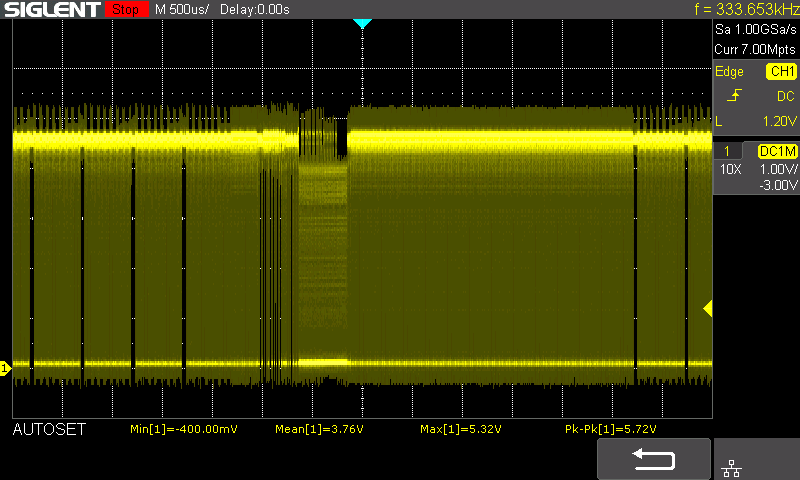 SIGLENT Stop M 500us/ Delay:0.00s f = 333.653kHz
Sa 1.00GSa/s
Curr 7.00Mpts
Edge CH1
DC
L 1.20V
1 DC1M
10X 1.00V/
-3.00V
1
AUTOSET Min[1]=-400.00mV Mean[1]=3.76V Max[1]=5.32V Pk-Pk[1]=5.72V